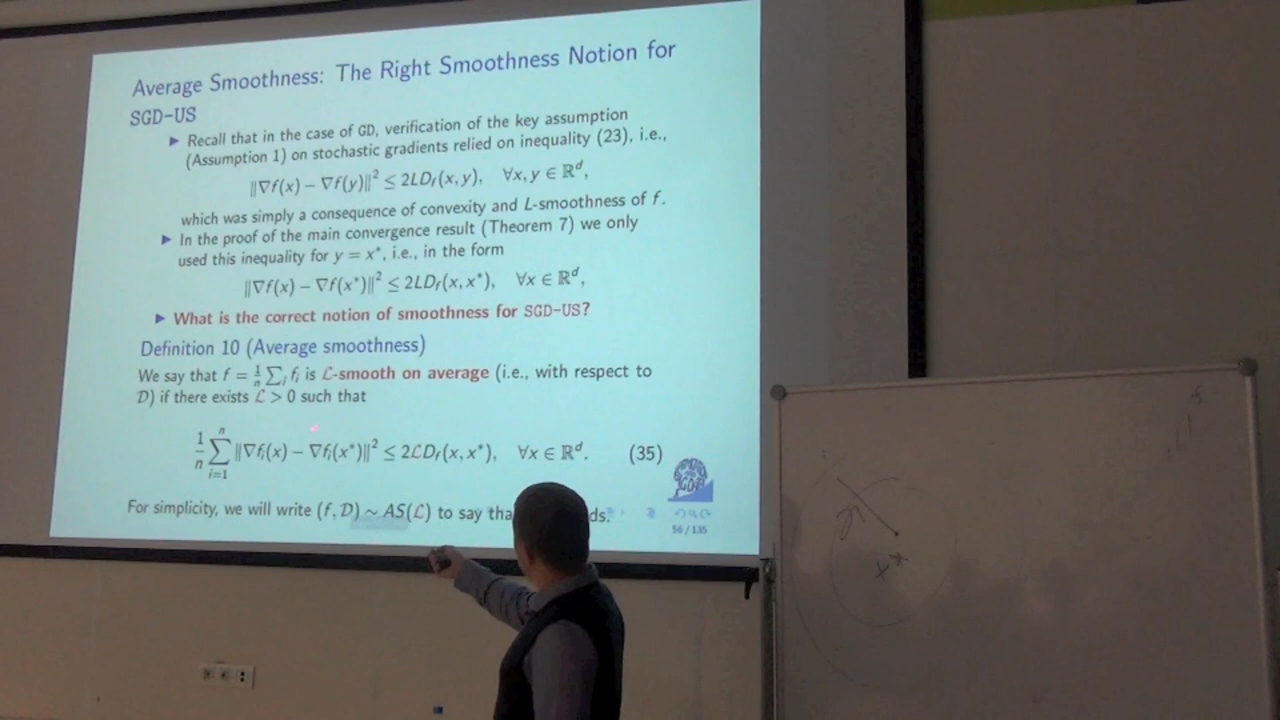 Average Smoothness: The Right Smoothness Notion for
SGD-US
▶ Recall that in the case of GD, verification of the key assumption
(Assumption 1) on stochastic gradients relied on inequality (23), i.e.,
‖∇f(x) − ∇f(y)‖² ≤ 2LD_f(x, y), ∀x, y ∈ ℝ^d,
which was simply a consequence of convexity and L-smoothness of f.
▶ In the proof of the main convergence result (Theorem 7) we only
used this inequality for y = x*, i.e., in the form
‖∇f(x) − ∇f(x*)‖² ≤ 2LD_f(x, x*), ∀x ∈ ℝ^d,
▶ What is the correct notion of smoothness for SGD-US?
Definition 10 (Average smoothness)
We say that f = 1/n ∑_i f_i is ℒ-smooth on average (i.e., with respect to
𝒟) if there exists ℒ > 0 such that
1/n ∑_{i=1}^n ‖∇f_i(x) − ∇f_i(x*)‖² ≤ 2ℒD_f(x, x*), ∀x ∈ ℝ^d. (35)
For simplicity, we will write (f, 𝒟) ∼ AS(ℒ) to say tha ds.
56 / 135
x*